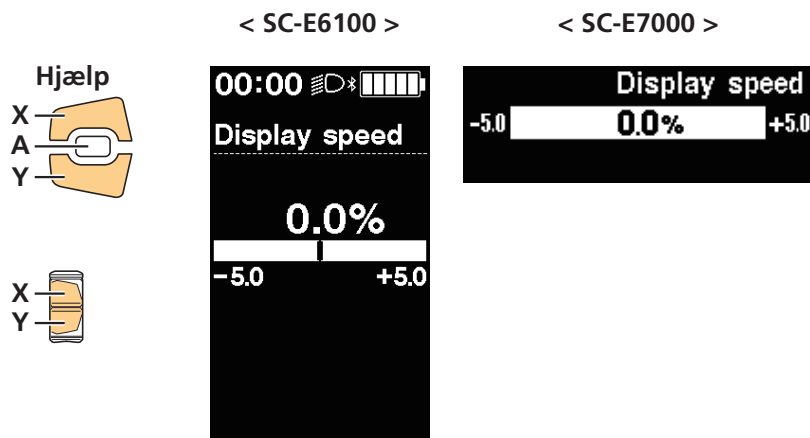 < SC-E6100 >
< SC-E7000 >
Hjælp
X
A
Y
X
Y
00:00
Display speed
0.0%
-5.0 +5.0
Display speed
-5.0 0.0% +5.0